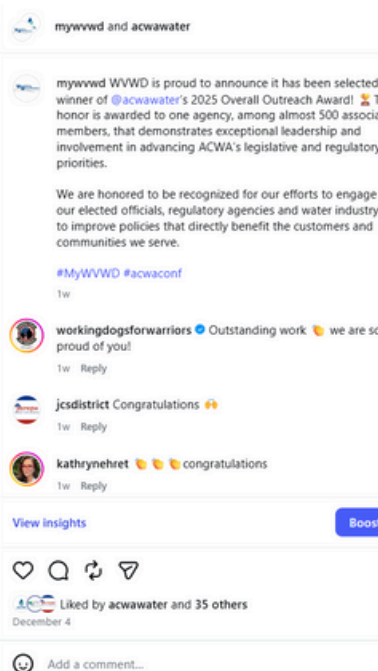 mywvwd and acwawater
mywvwd WVWD is proud to announce it has been selected
winner of @acwawater's 2025 Overall Outreach Award! 🏆 T
honor is awarded to one agency, among almost 500 associa
members, that demonstrates exceptional leadership and
involvement in advancing ACWA's legislative and regulatory
priorities.
We are honored to be recognized for our efforts to engage
our elected officials, regulatory agencies and water industry
to improve policies that directly benefit the customers and
communities we serve.
#MyWVWD #acwaconf
1w
workingdogsforwarriors Outstanding work 👏 we are so
proud of you!
1w Reply
jcsdistrict Congratulations 🙌
1w Reply
kathrynehret 👏 👏 👏 congratulations
1w Reply
View insights
Boost
Liked by acwawater and 35 others
December 4
Add a comment...